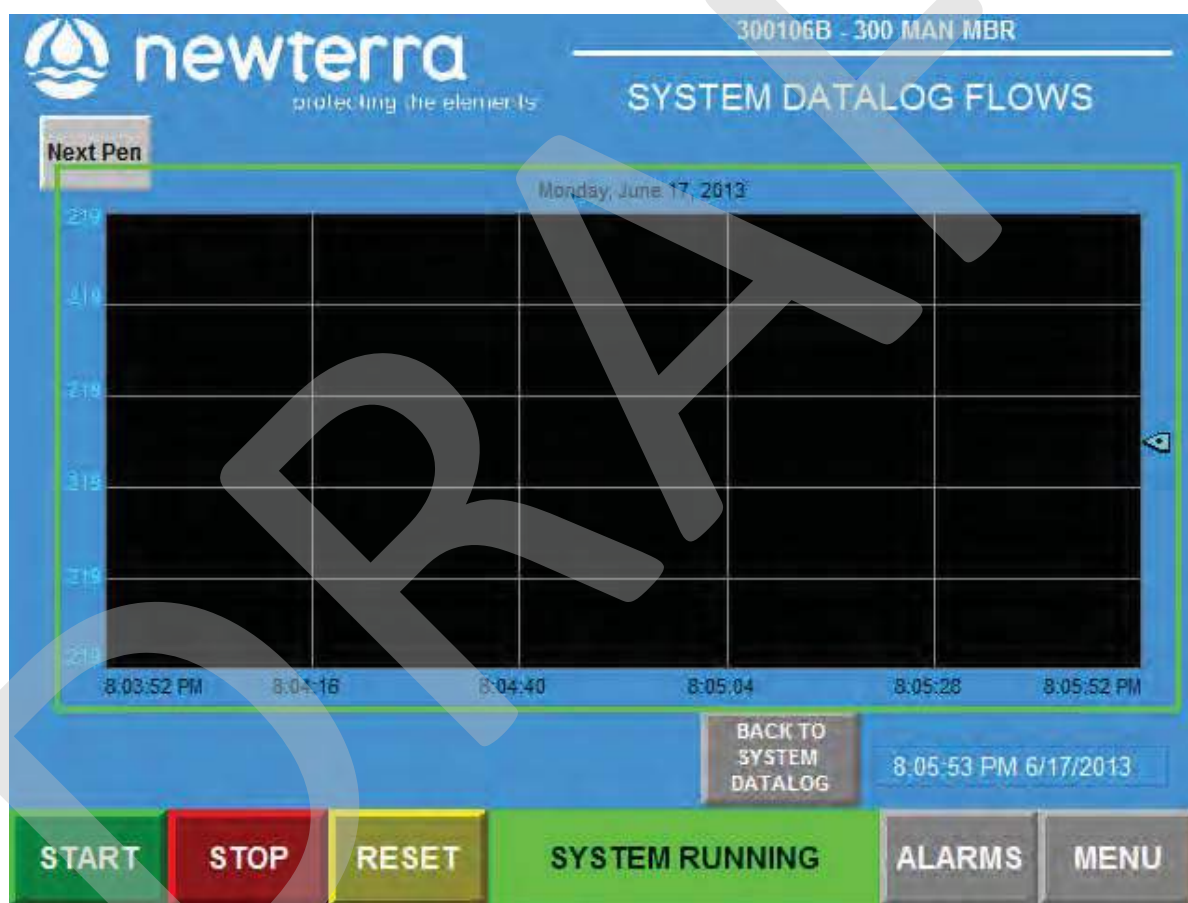 300106B - 300 MAN MBR
newterra
protecting the elements
SYSTEM DATALOG FLOWS
Next Pen
Monday, June 17, 2013
219
219
219
219
219
219
8:03:52 PM 8:04:16 8:04:40 8:05:04 8:05:28 8:05:52 PM
BACK TO
SYSTEM
DATALOG
8:05:53 PM 6/17/2013
START STOP RESET SYSTEM RUNNING ALARMS MENU
DRAFT